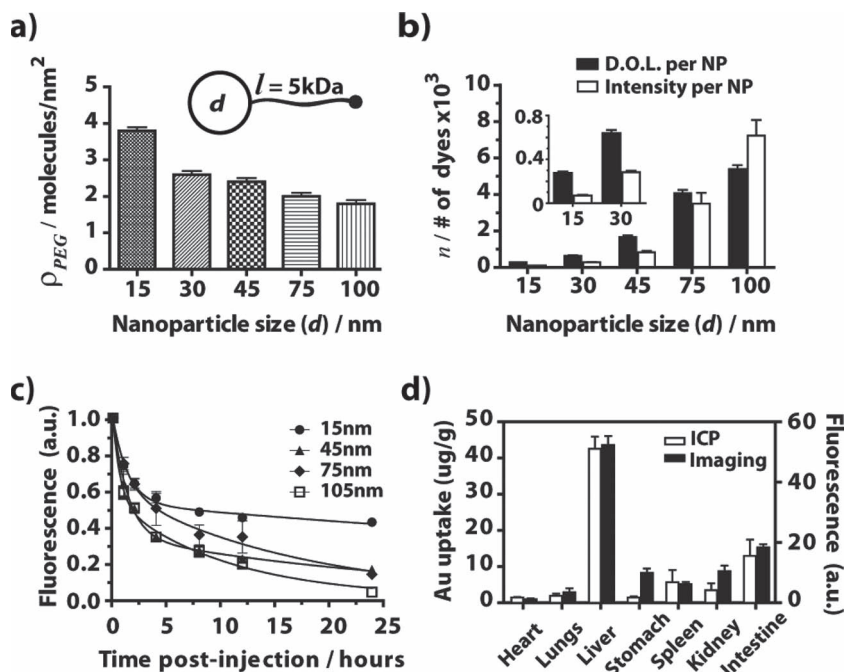 a)
l = 5kDa
d
5
4
3
2
1
0
ρPEG / molecules/nm²
15 30 45 75 100
Nanoparticle size (d) / nm
b)
D.O.L. per NP
Intensity per NP
10
8
6
4
2
0
n / # of dyes x10³
0.8
0.4
0
15 30
15 30 45 75 100
Nanoparticle size (d) / nm
c)
1.0
0.8
0.6
0.4
0.2
0.0
Fluorescence (a.u.)
15nm
45nm
75nm
105nm
0 5 10 15 20 25
Time post-injection / hours
d)
50
40
30
20
10
0
Au uptake (ug/g)
ICP
Imaging
60
40
20
0
Fluorescence (a.u.)
Heart
Lungs
Liver
Stomach
Spleen
Kidney
Intestine